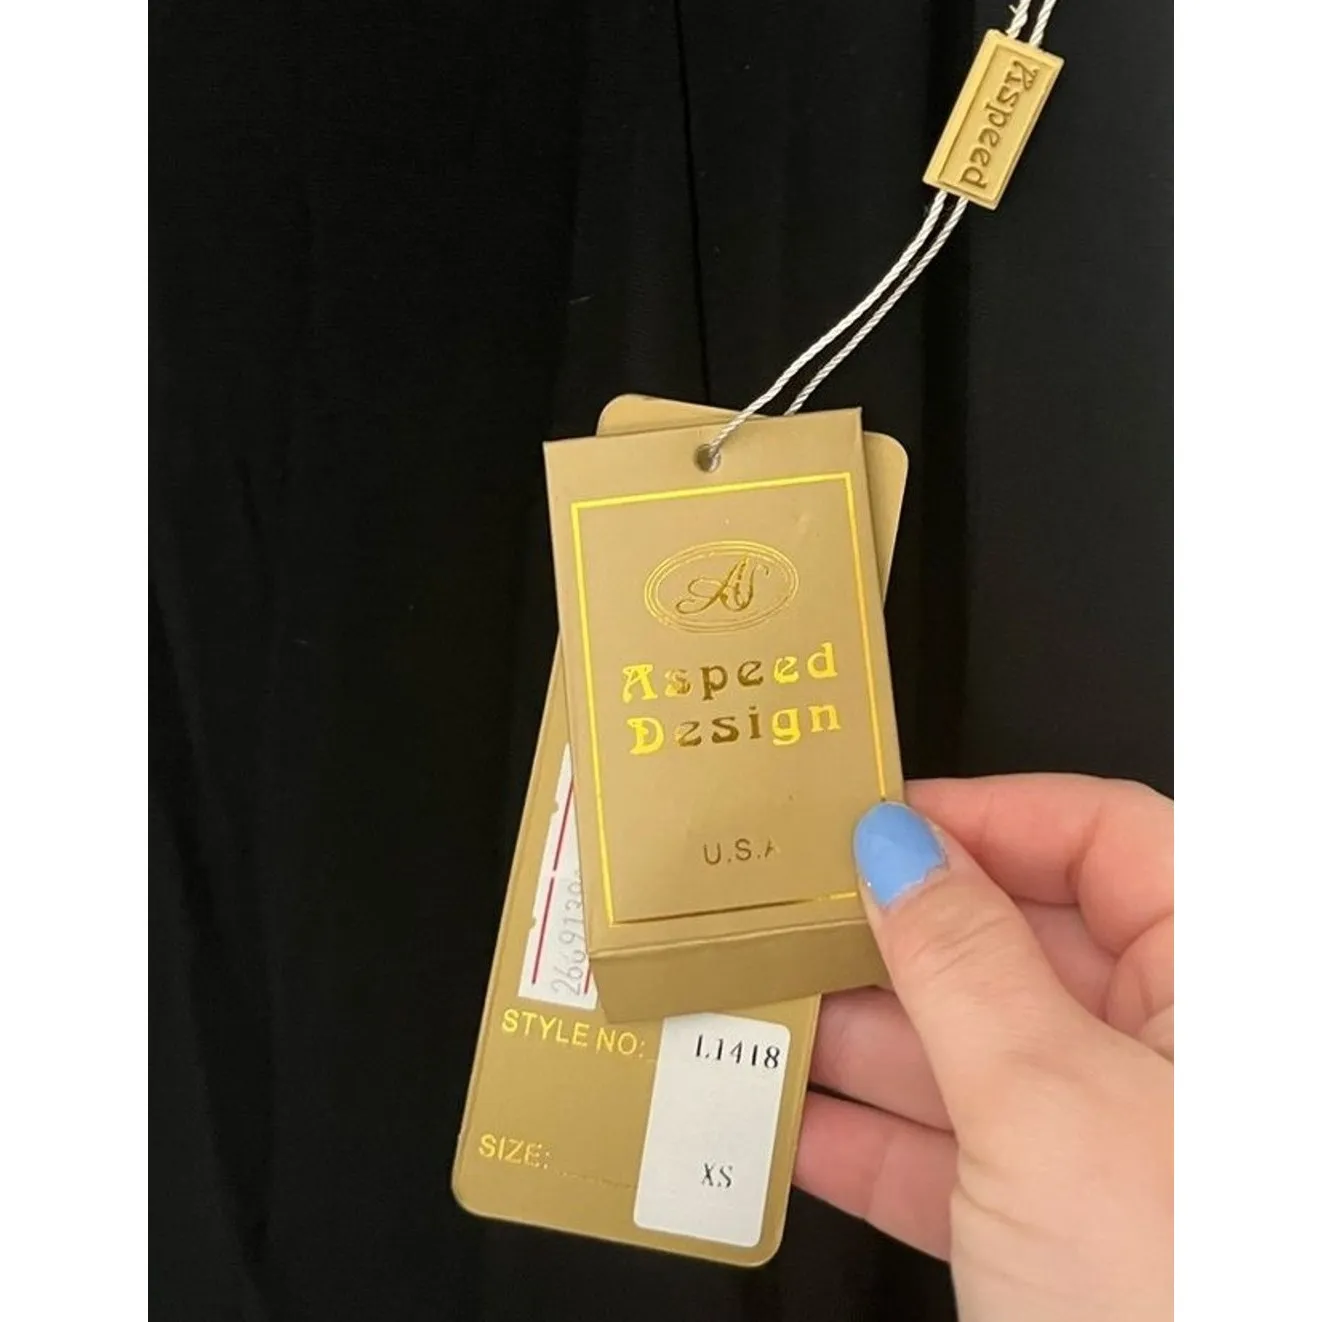 Aspeed
AS
Aspeed
Design
U.S.A
STYLE NO: L1418
SIZE: XS